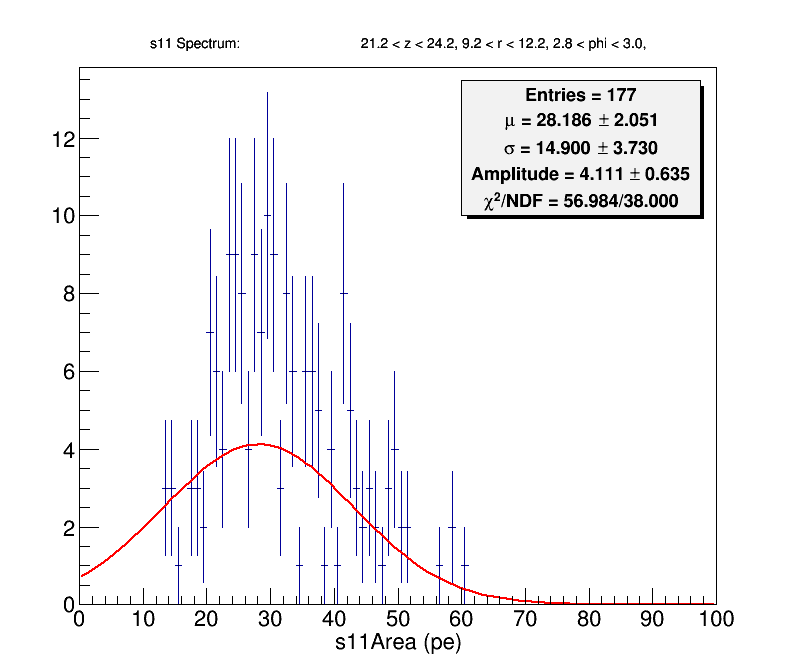 s11 Spectrum: 21.2 < z < 24.2, 9.2 < r < 12.2, 2.8 < phi < 3.0,
Entries = 177
μ = 28.186 ± 2.051
σ = 14.900 ± 3.730
Amplitude = 4.111 ± 0.635
χ²/NDF = 56.984/38.000
12
10
8
6
4
2
0
0 10 20 30 40 50 60 70 80 90 100
s11Area (pe)